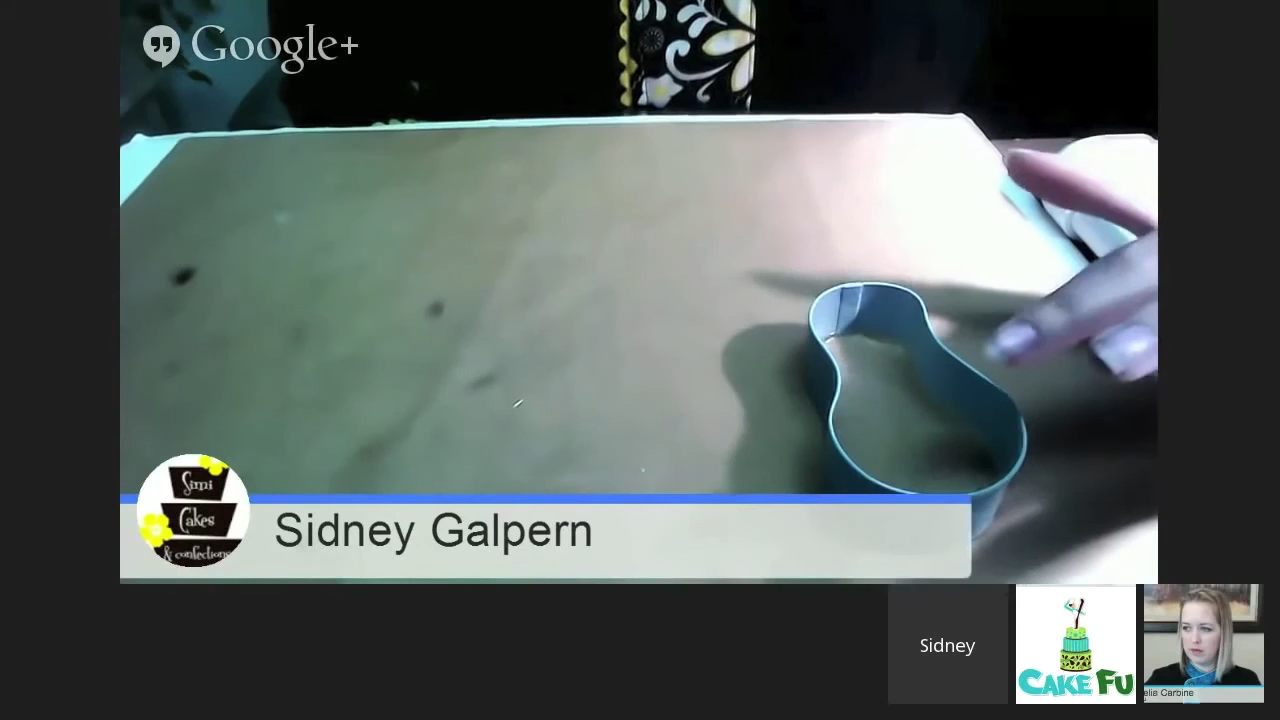 Google+
Simi
Cakes
& confections
Sidney Galpern
Sidney
CAKE FU
elia Carbine